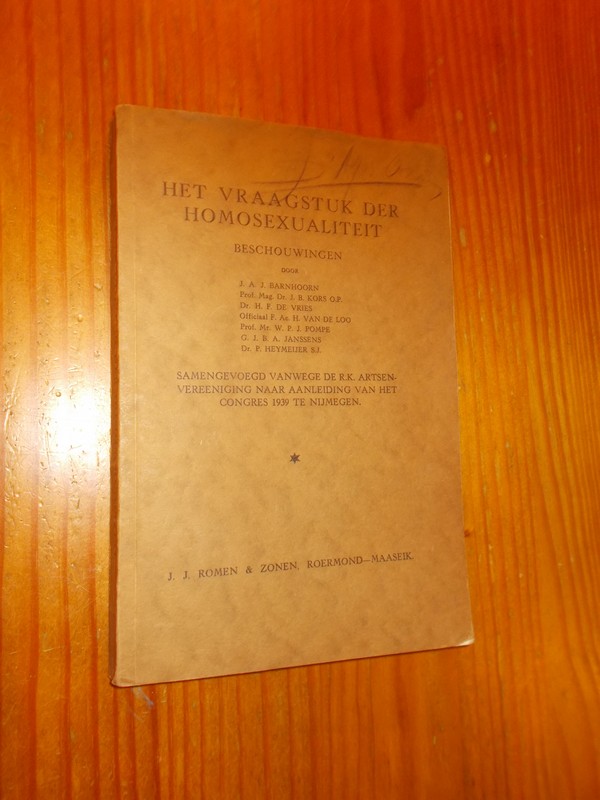 HET VRAAGSTUK DER
HOMOSEXUALITEIT
BESCHOUWINGEN
DOOR
J. A. J. BARNHOORN
Prof. Mag. Dr. J. B. KORS O.P.
Dr. H. F. DE VRIES
Officiaal F. Aq. H. VAN DE LOO
Prof. Mr. W. P. J. POMPE
G. J. B. A. JANSSENS
Dr. P. HEYMEIJER S.J.
SAMENGEVOEGD VANWEGE DE R.K. ARTSEN-
VEREENIGING NAAR AANLEIDING VAN HET
CONGRES 1939 TE NIJMEGEN.
J. J. ROMEN & ZONEN, ROERMOND—MAASEIK.